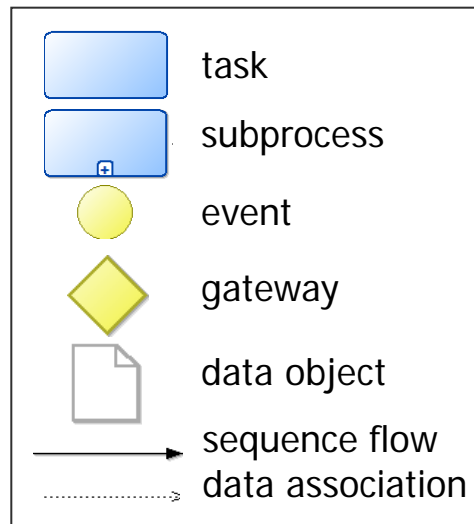 task
subprocess
event
gateway
data object
sequence flow
data association